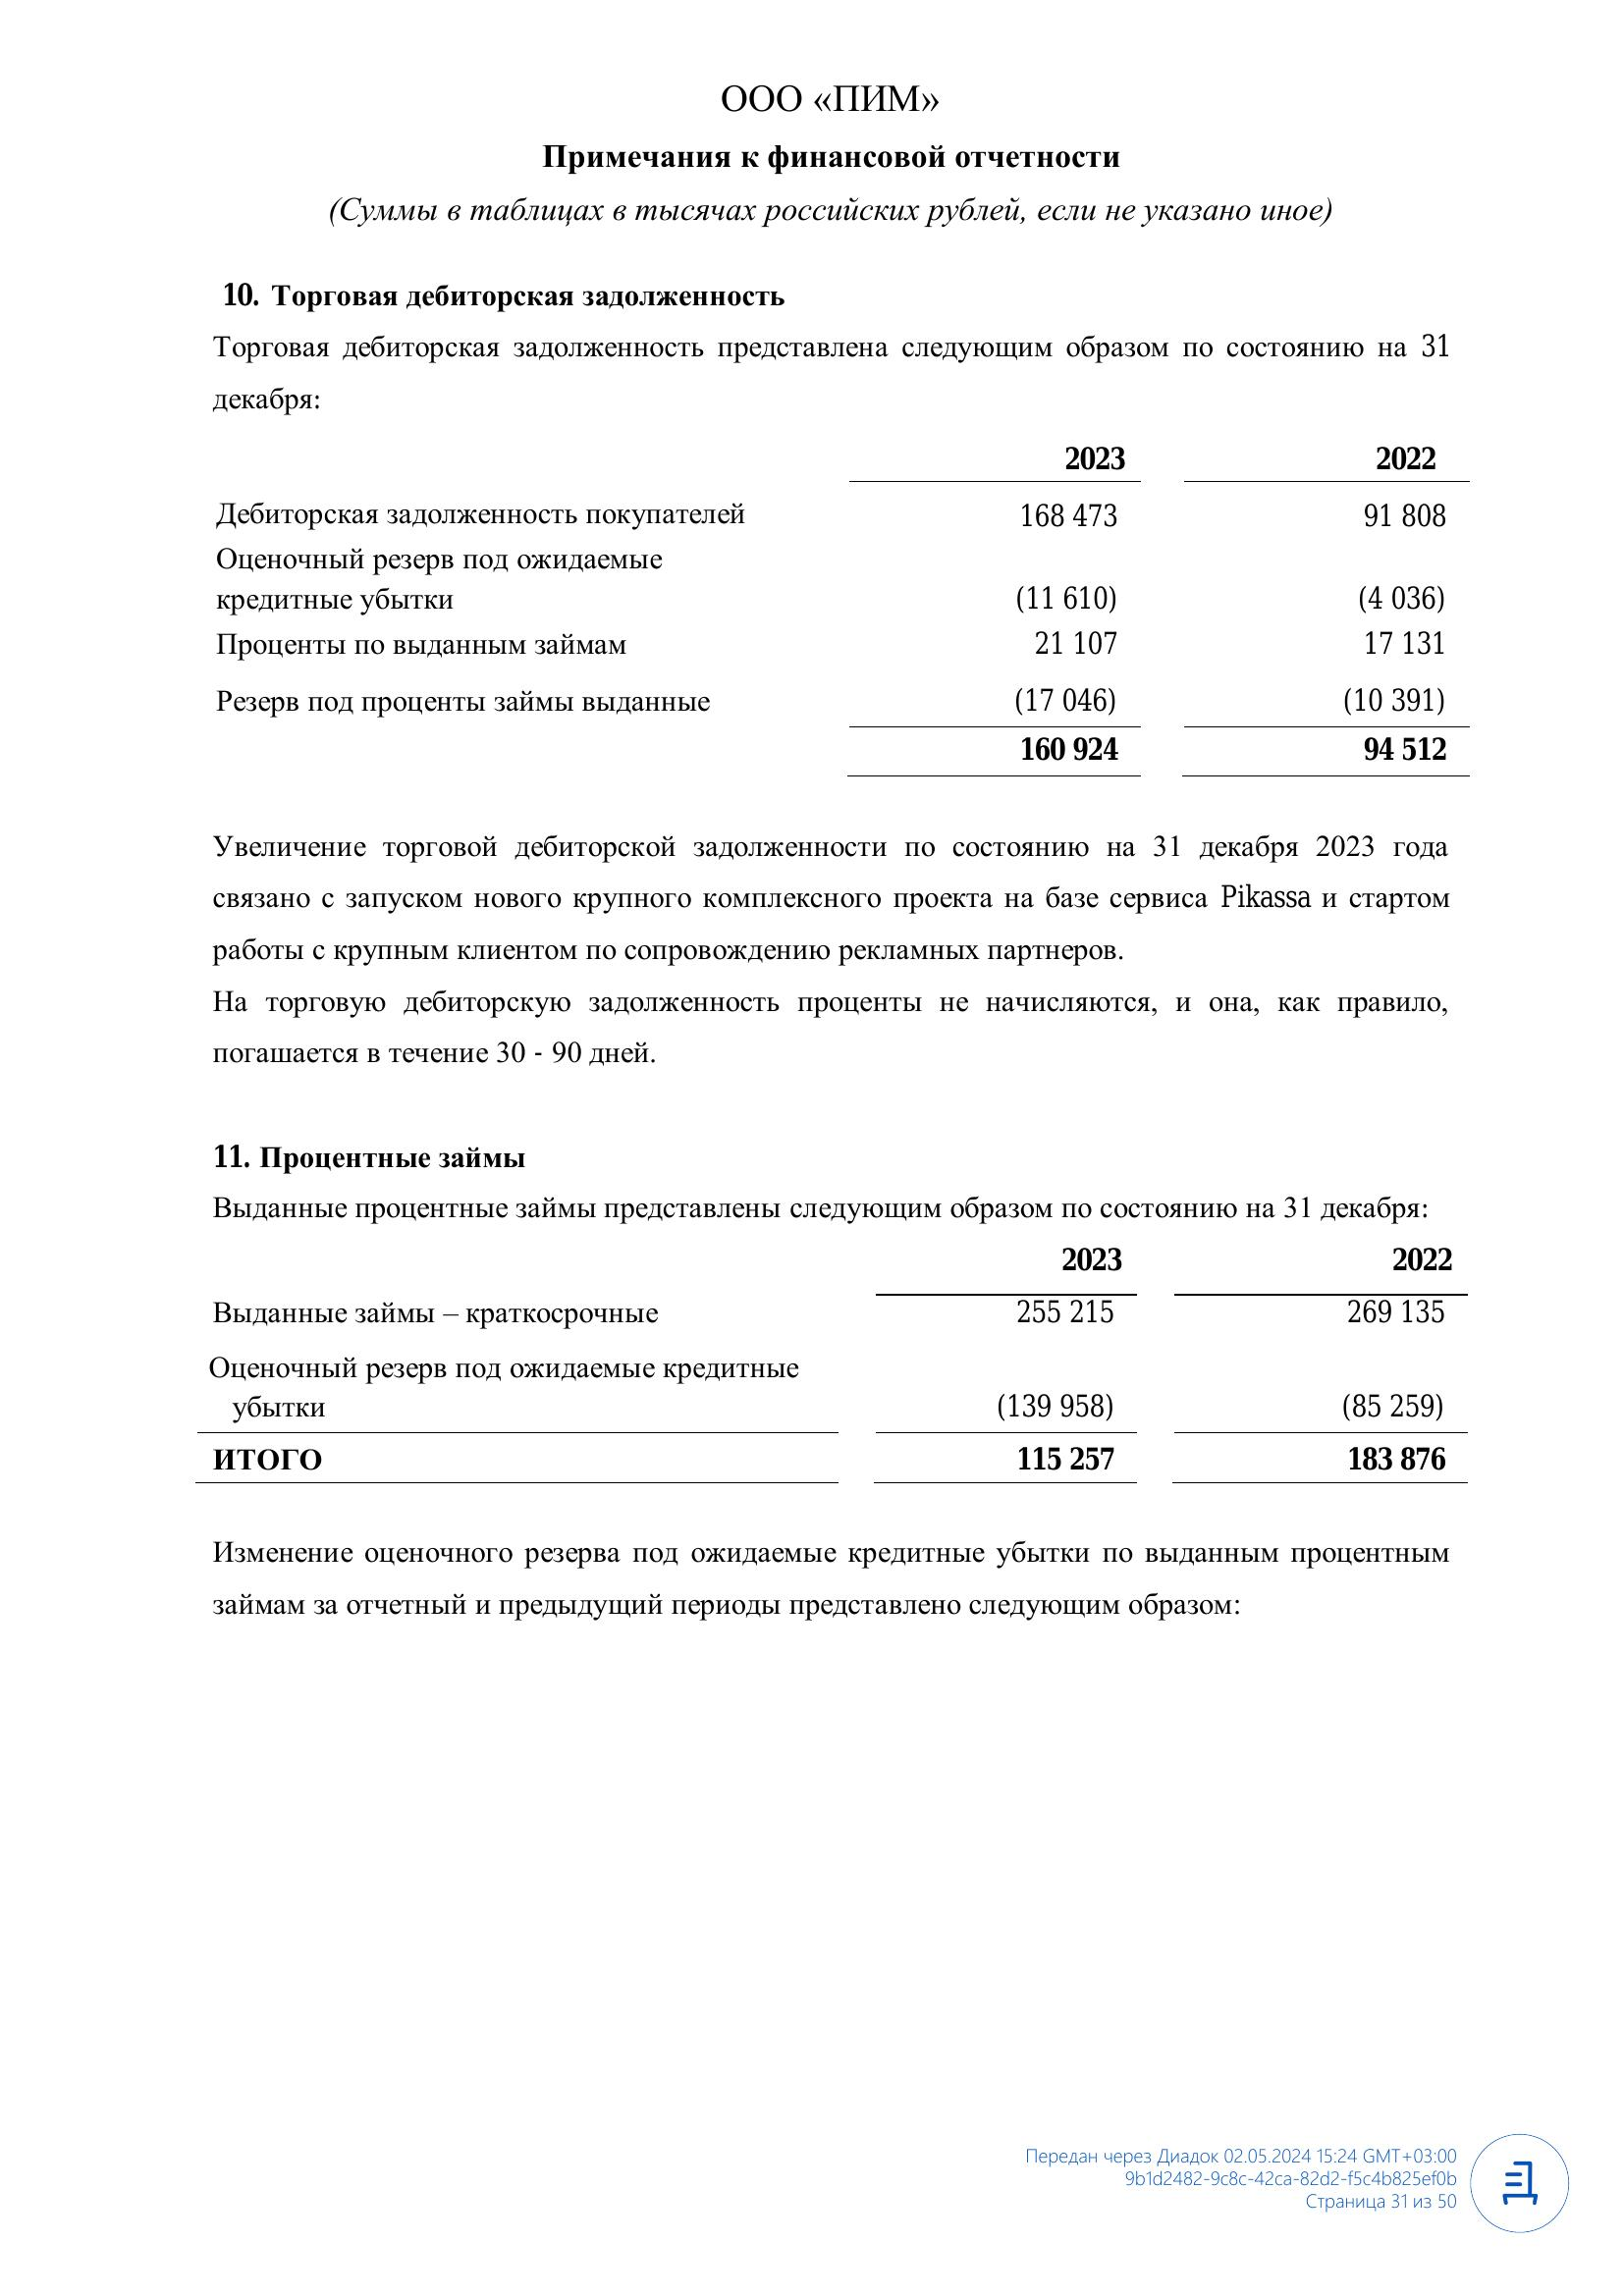 ООО «ПИМ»
Примечания к финансовой отчетности
(Суммы в таблицах в тысячах российских рублей, если не указано иное)
10. Торговая дебиторская задолженность
Торговая дебиторская задолженность представлена следующим образом по состоянию на 31
декабря:
2023 2022
Дебиторская задолженность покупателей 168 473 91 808
Оценочный резерв под ожидаемые
кредитные убытки (11 610) (4 036)
Проценты по выданным займам 21 107 17 131
Резерв под проценты займы выданные (17 046) (10 391)
160 924 94 512
Увеличение торговой дебиторской задолженности по состоянию на 31 декабря 2023 года
связано с запуском нового крупного комплексного проекта на базе сервиса Pikassa и стартом
работы с крупным клиентом по сопровождению рекламных партнеров.
На торговую дебиторскую задолженность проценты не начисляются, и она, как правило,
погашается в течение 30 - 90 дней.
11. Процентные займы
Выданные процентные займы представлены следующим образом по состоянию на 31 декабря:
2023 2022
Выданные займы – краткосрочные 255 215 269 135
Оценочный резерв под ожидаемые кредитные
убытки (139 958) (85 259)
ИТОГО 115 257 183 876
Изменение оценочного резерва под ожидаемые кредитные убытки по выданным процентным
займам за отчетный и предыдущий периоды представлено следующим образом:
Передан через Диадок 02.05.2024 15:24 GMT+03:00
9b1d2482-9c8c-42ca-82d2-f5c4b825ef0b
Страница 31 из 50